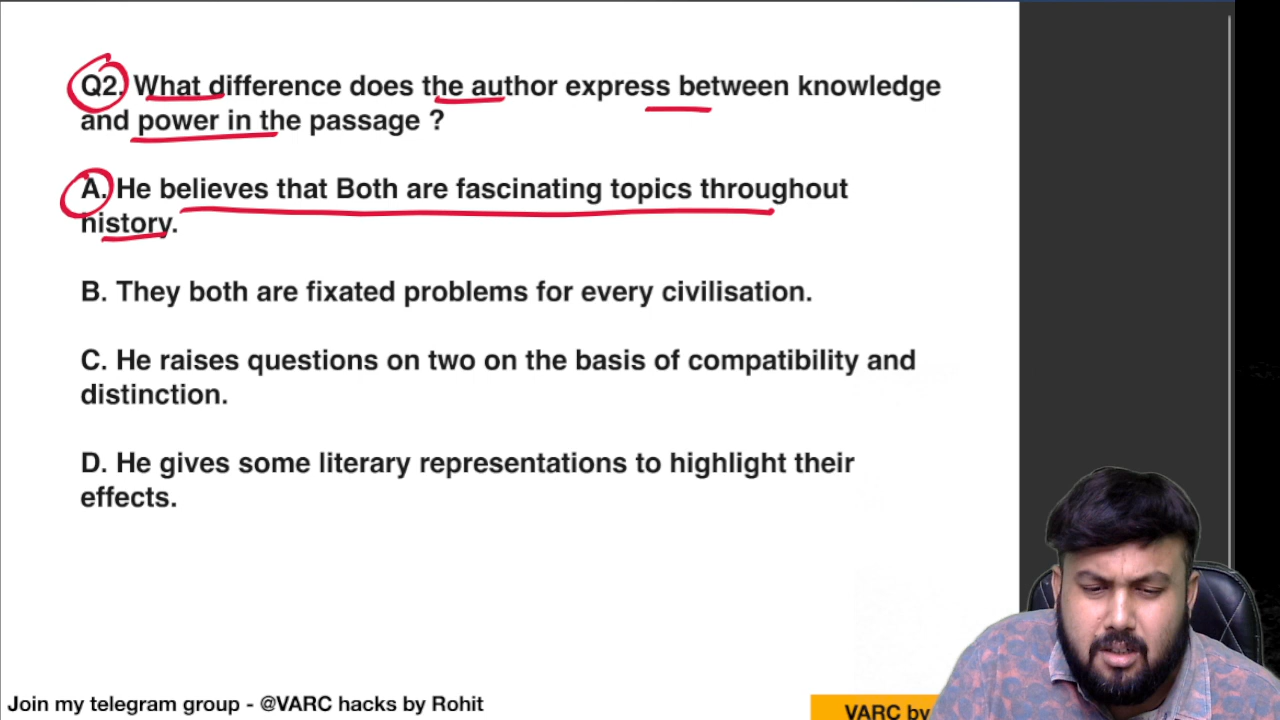 Q2. What difference does the author express between knowledge
and power in the passage ?
A. He believes that Both are fascinating topics throughout
history.
B. They both are fixated problems for every civilisation.
C. He raises questions on two on the basis of compatibility and
distinction.
D. He gives some literary representations to highlight their
effects.
Join my telegram group - @VARC hacks by Rohit
VARC by